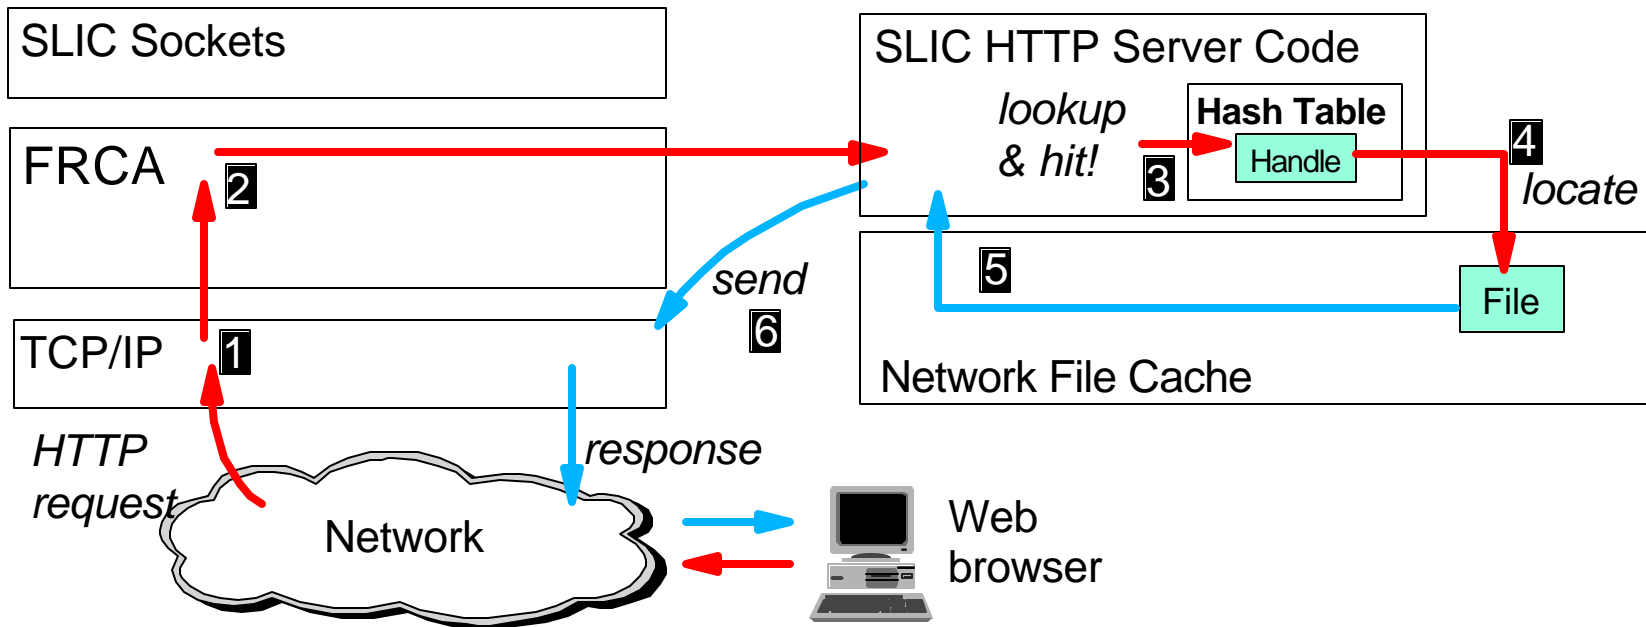 SLIC Sockets
FRCA
2
TCP/IP
1
HTTP
request
Network
response
send
6
SLIC HTTP Server Code
lookup
& hit!
3
Hash Table
Handle
4
locate
5
File
Network File Cache
Web
browser